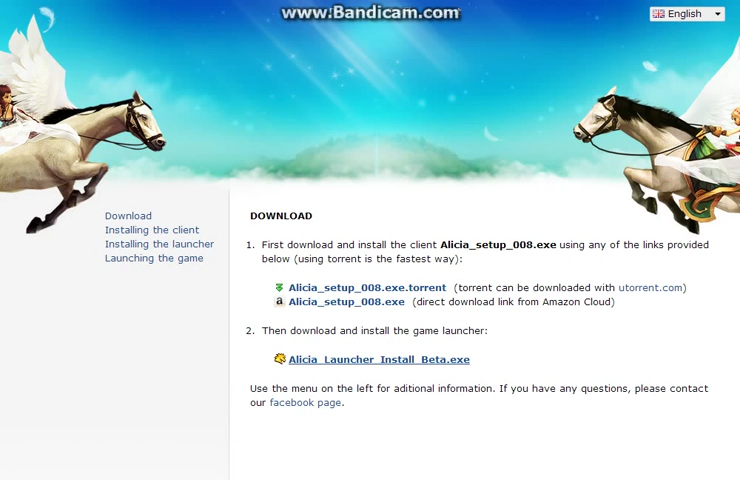 www.Bandicam.com
English
Download
Installing the client
Installing the launcher
Launching the game
DOWNLOAD
1. First download and install the client Alicia_setup_008.exe using any of the links provided
below (using torrent is the fastest way):
Alicia_setup_008.exe.torrent (torrent can be downloaded with utorrent.com)
a Alicia_setup_008.exe (direct download link from Amazon Cloud)
2. Then download and install the game launcher:
Alicia_Launcher_Install_Beta.exe
Use the menu on the left for aditional information. If you have any questions, please contact
our facebook page.